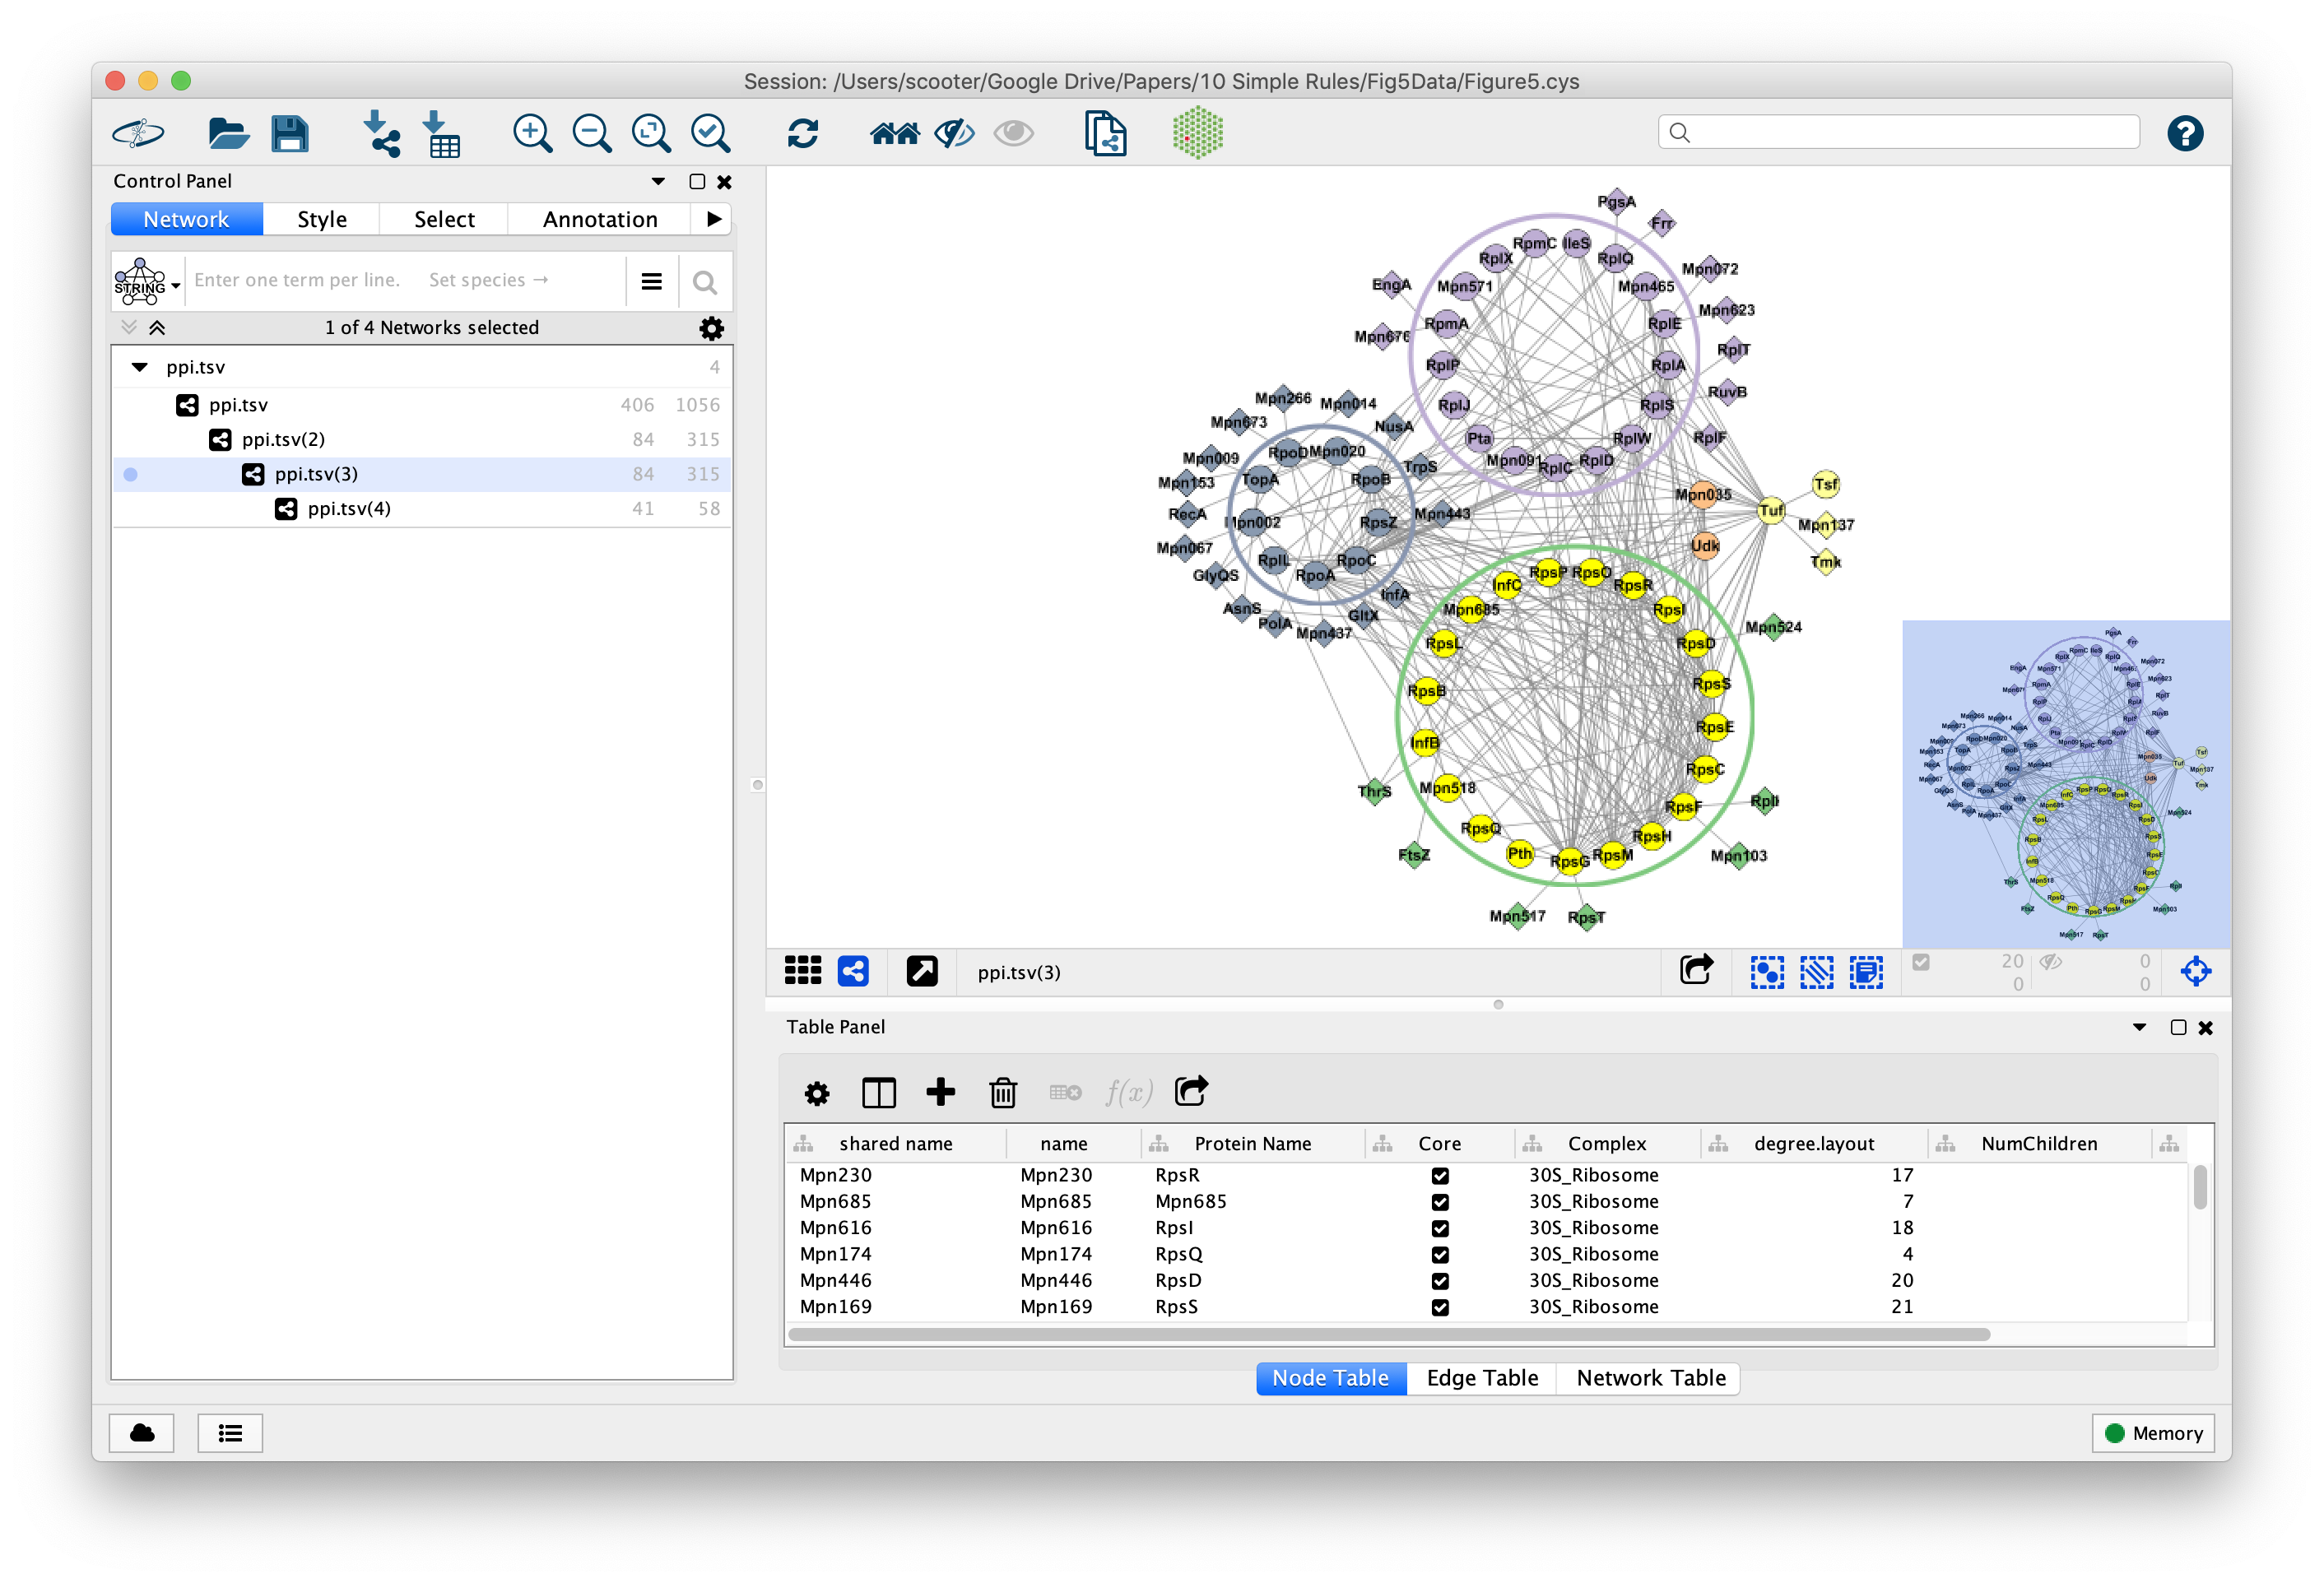 Session: /Users/scooter/Google Drive/Papers/10 Simple Rules/Fig5Data/Figure5.cys
Control Panel
Network Style Select Annotation
STRING Enter one term per line. Set species →
1 of 4 Networks selected
ppi.tsv 4
ppi.tsv 406 1056
ppi.tsv(2) 84 315
ppi.tsv(3) 84 315
ppi.tsv(4) 41 58
PgsA
Frr
RpmC IleS
RplX RplQ
Mpn072
EngA Mpn571 Mpn465
Mpn623
RpmA RplE
Mpn676
RplT
RplP RplA
RuvB
Mpn266 Mpn014 RplJ RplS
Mpn673 NusA
Pta RplW RplF
RpoD Mpn020
Mpn009 TrpS Mpn091 RplC RplD
Mpn153 TopA RpoB
Tsf
Mpn035
RecA Mpn002 RpsZ Mpn443 Tuf
Mpn137
Mpn067 RplL RpoC Udk
Tmk
GlyQS RpoA InfC RpsP RpsO RpsR
InfA
AsnS Mpn685 RpsI
PolA Mpn437 GltX
Mpn524
RpsL RpsD
RpsB RpsS
InfB RpsE
RpsC
ThrS Mpn518
RpsF RplI
RpsQ RpsH
FtsZ Pth RpsG RpsM Mpn103
Mpn517 RpsT
ppi.tsv(3) 20 0
0 0
Table Panel
f(x)
shared name name Protein Name Core Complex degree.layout NumChildren
Mpn230 Mpn230 RpsR 30S_Ribosome 17
Mpn685 Mpn685 Mpn685 30S_Ribosome 7
Mpn616 Mpn616 RpsI 30S_Ribosome 18
Mpn174 Mpn174 RpsQ 30S_Ribosome 4
Mpn446 Mpn446 RpsD 30S_Ribosome 20
Mpn169 Mpn169 RpsS 30S_Ribosome 21
Node Table Edge Table Network Table
Memory